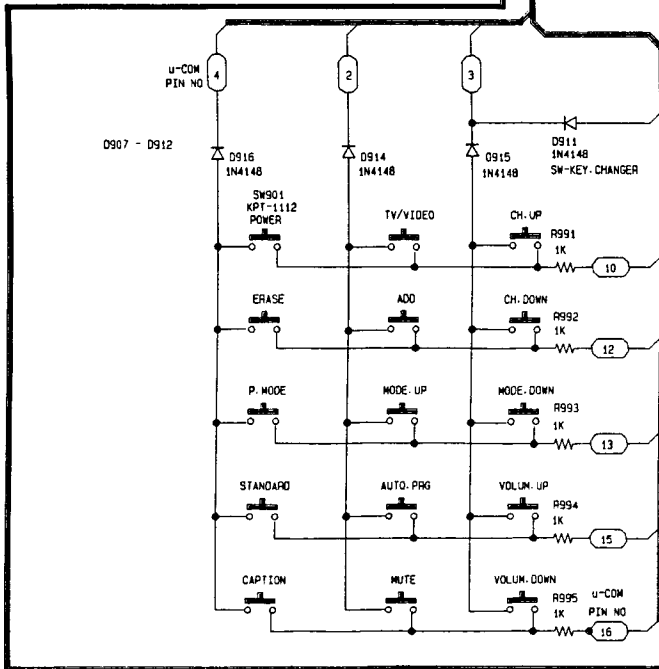 u-COM
PIN NO
4
2
3
D907 - D912
D916
1N4148
D914
1N4148
D915
1N4148
D911
1N4148
SW-KEY.CHANGER
SW901
KPT-1112
POWER
TV/VIDEO
CH.UP
R991
1K
10
ERASE
ADD
CH.DOWN
R992
1K
12
P.MODE
MODE.UP
MODE.DOWN
R993
1K
13
STANDARD
AUTO.PRG
VOLUM.UP
R994
1K
15
CAPTION
MUTE
VOLUM.DOWN
R995
1K
u-COM
PIN NO
16